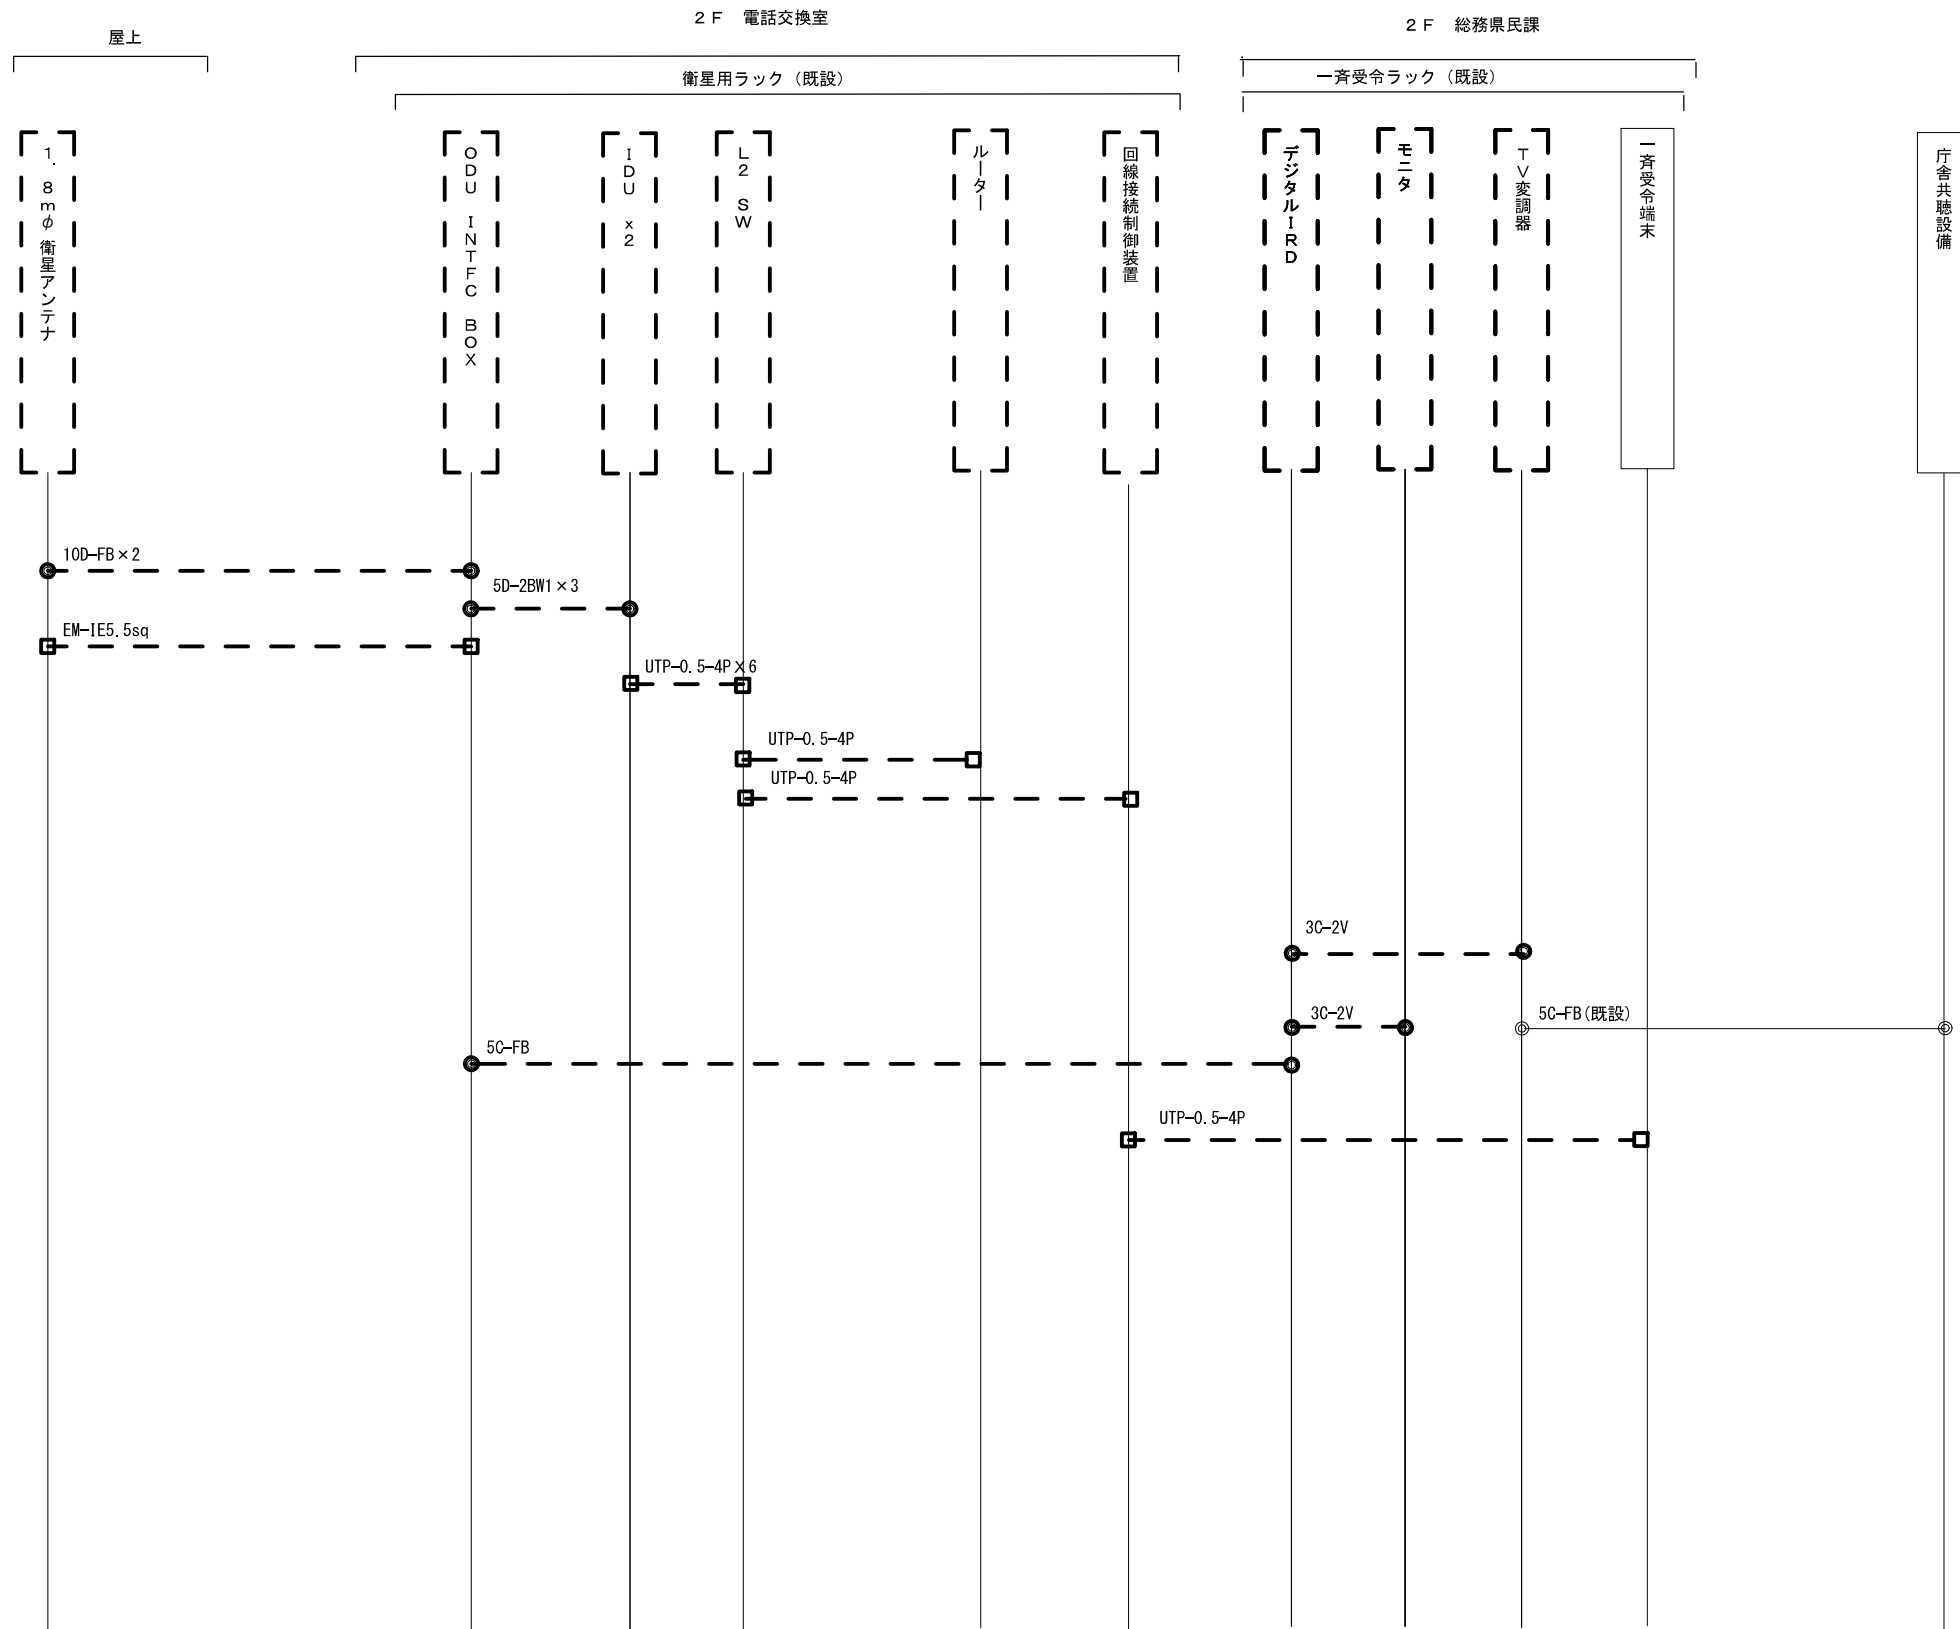 屋上
２Ｆ　電話交換室
２Ｆ　総務県民課
衛星用ラック（既設）
一斉受令ラック（既設）
１．８ｍφ衛星アンテナ
ＯＤＵ　ＩＮＴＦＣ　ＢＯＸ
ＩＤＵ　x2
Ｌ２　ＳＷ
ルーター
回線接続制御装置
デジタルＩＲＤ
モニタ
ＴＶ変調器
一斉受令端末
庁舎共聴設備
10D-FB×2
5D-2BW1×3
EM-IE5.5sq
UTP-0.5-4P×6
UTP-0.5-4P
UTP-0.5-4P
3C-2V
3C-2V
5C-FB(既設)
5C-FB
UTP-0.5-4P